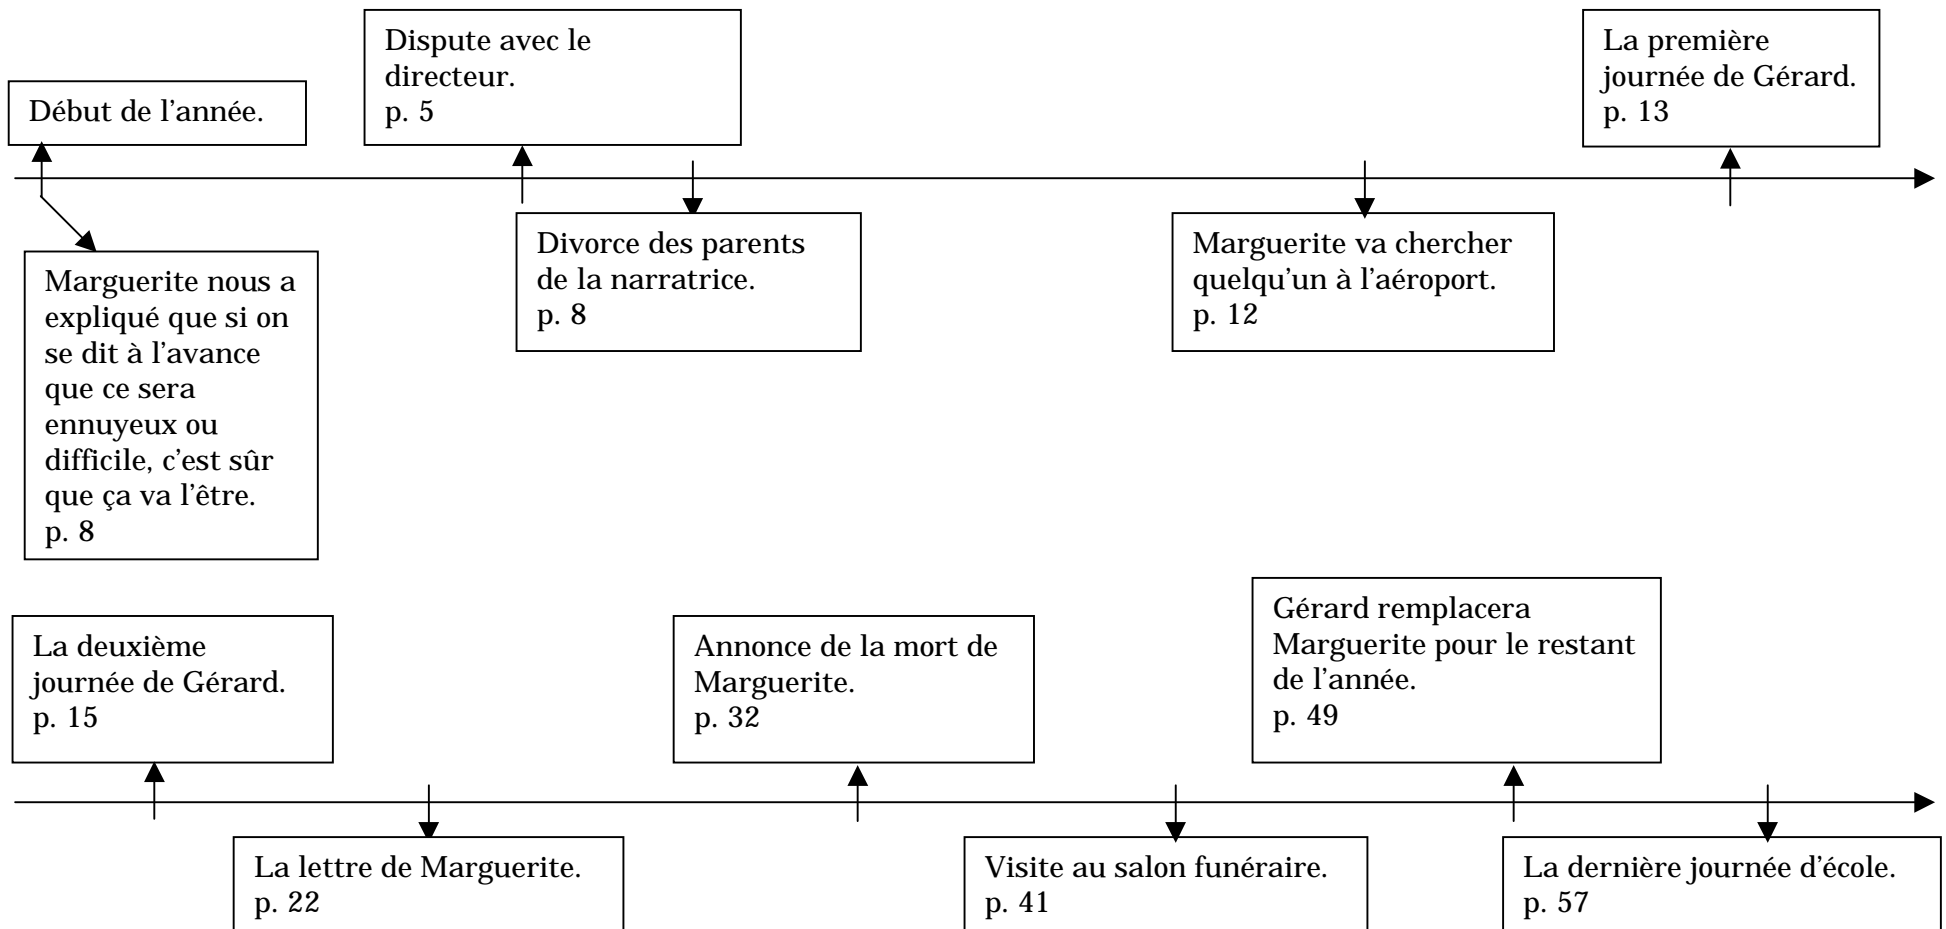 Début de l'année.
Dispute avec le
directeur.
p. 5
La première
journée de Gérard.
p. 13
Marguerite nous a
expliqué que si on
se dit à l'avance
que ce sera
ennuyeux ou
difficile, c'est sûr
que ça va l'être.
p. 8
Divorce des parents
de la narratrice.
p. 8
Marguerite va chercher
quelqu'un à l'aéroport.
p. 12
La deuxième
journée de Gérard.
p. 15
Annonce de la mort de
Marguerite.
p. 32
Gérard remplacera
Marguerite pour le restant
de l'année.
p. 49
La lettre de Marguerite.
p. 22
Visite au salon funéraire.
p. 41
La dernière journée d'école.
p. 57